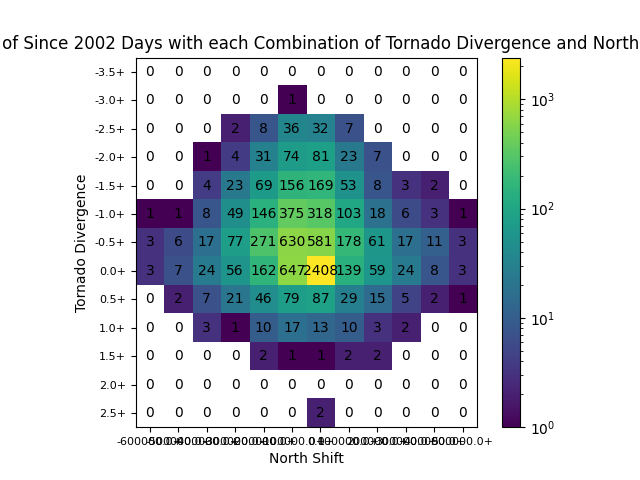 of Since 2002 Days with each Combination of Tornado Divergence and North
-3.5+ 0 0 0 0 0 0 0 0 0 0 0 0
-3.0+ 0 0 0 0 0 1 0 0 0 0 0 0
-2.5+ 0 0 0 2 8 36 32 7 0 0 0 0
-2.0+ 0 0 1 4 31 74 81 23 7 0 0 0
-1.5+ 0 0 4 23 69 156 169 53 8 3 2 0
-1.0+ 1 1 8 49 146 375 318 103 18 6 3 1
-0.5+ 3 6 17 77 271 630 581 178 61 17 11 3
0.0+ 3 7 24 56 162 647 2408 139 59 24 8 3
0.5+ 0 2 7 21 46 79 87 29 15 5 2 1
1.0+ 0 0 3 1 10 17 13 10 3 2 0 0
1.5+ 0 0 0 0 2 1 1 2 2 0 0 0
2.0+ 0 0 0 0 0 0 0 0 0 0 0 0
2.5+ 0 0 0 0 0 0 2 0 0 0 0 0
Tornado Divergence
North Shift
10³
10²
10¹
10⁰